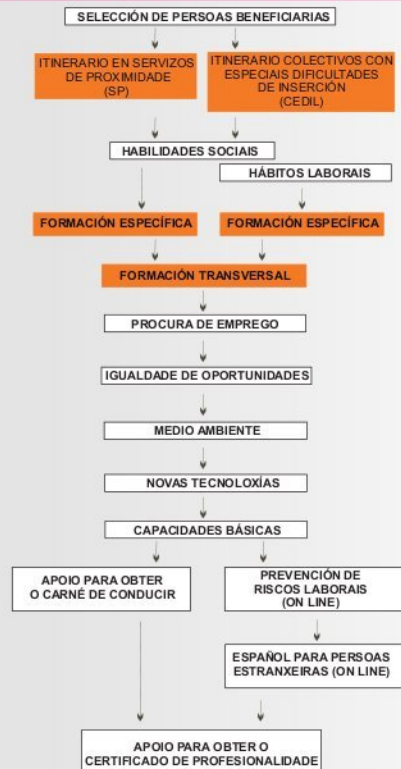 SELECCIÓN DE PERSOAS BENEFICIARIAS
ITINERARIO EN SERVIZOS
DE PROXIMIDADE
(SP)
ITINERARIO COLECTIVOS CON
ESPECIAIS DIFICULTADES
DE INSERCIÓN
(CEDIL)
HABILIDADES SOCIAIS
HÁBITOS LABORAIS
FORMACIÓN ESPECÍFICA
FORMACIÓN ESPECÍFICA
FORMACIÓN TRANSVERSAL
PROCURA DE EMPREGO
IGUALDADE DE OPORTUNIDADES
MEDIO AMBIENTE
NOVAS TECNOLOXÍAS
CAPACIDADES BÁSICAS
APOIO PARA OBTER
O CARNÉ DE CONDUCIR
PREVENCIÓN DE
RISCOS LABORAIS
(ON LINE)
ESPAÑOL PARA PERSOAS
ESTRANXEIRAS (ON LINE)
APOIO PARA OBTER O
CERTIFICADO DE PROFESIONALIDADE